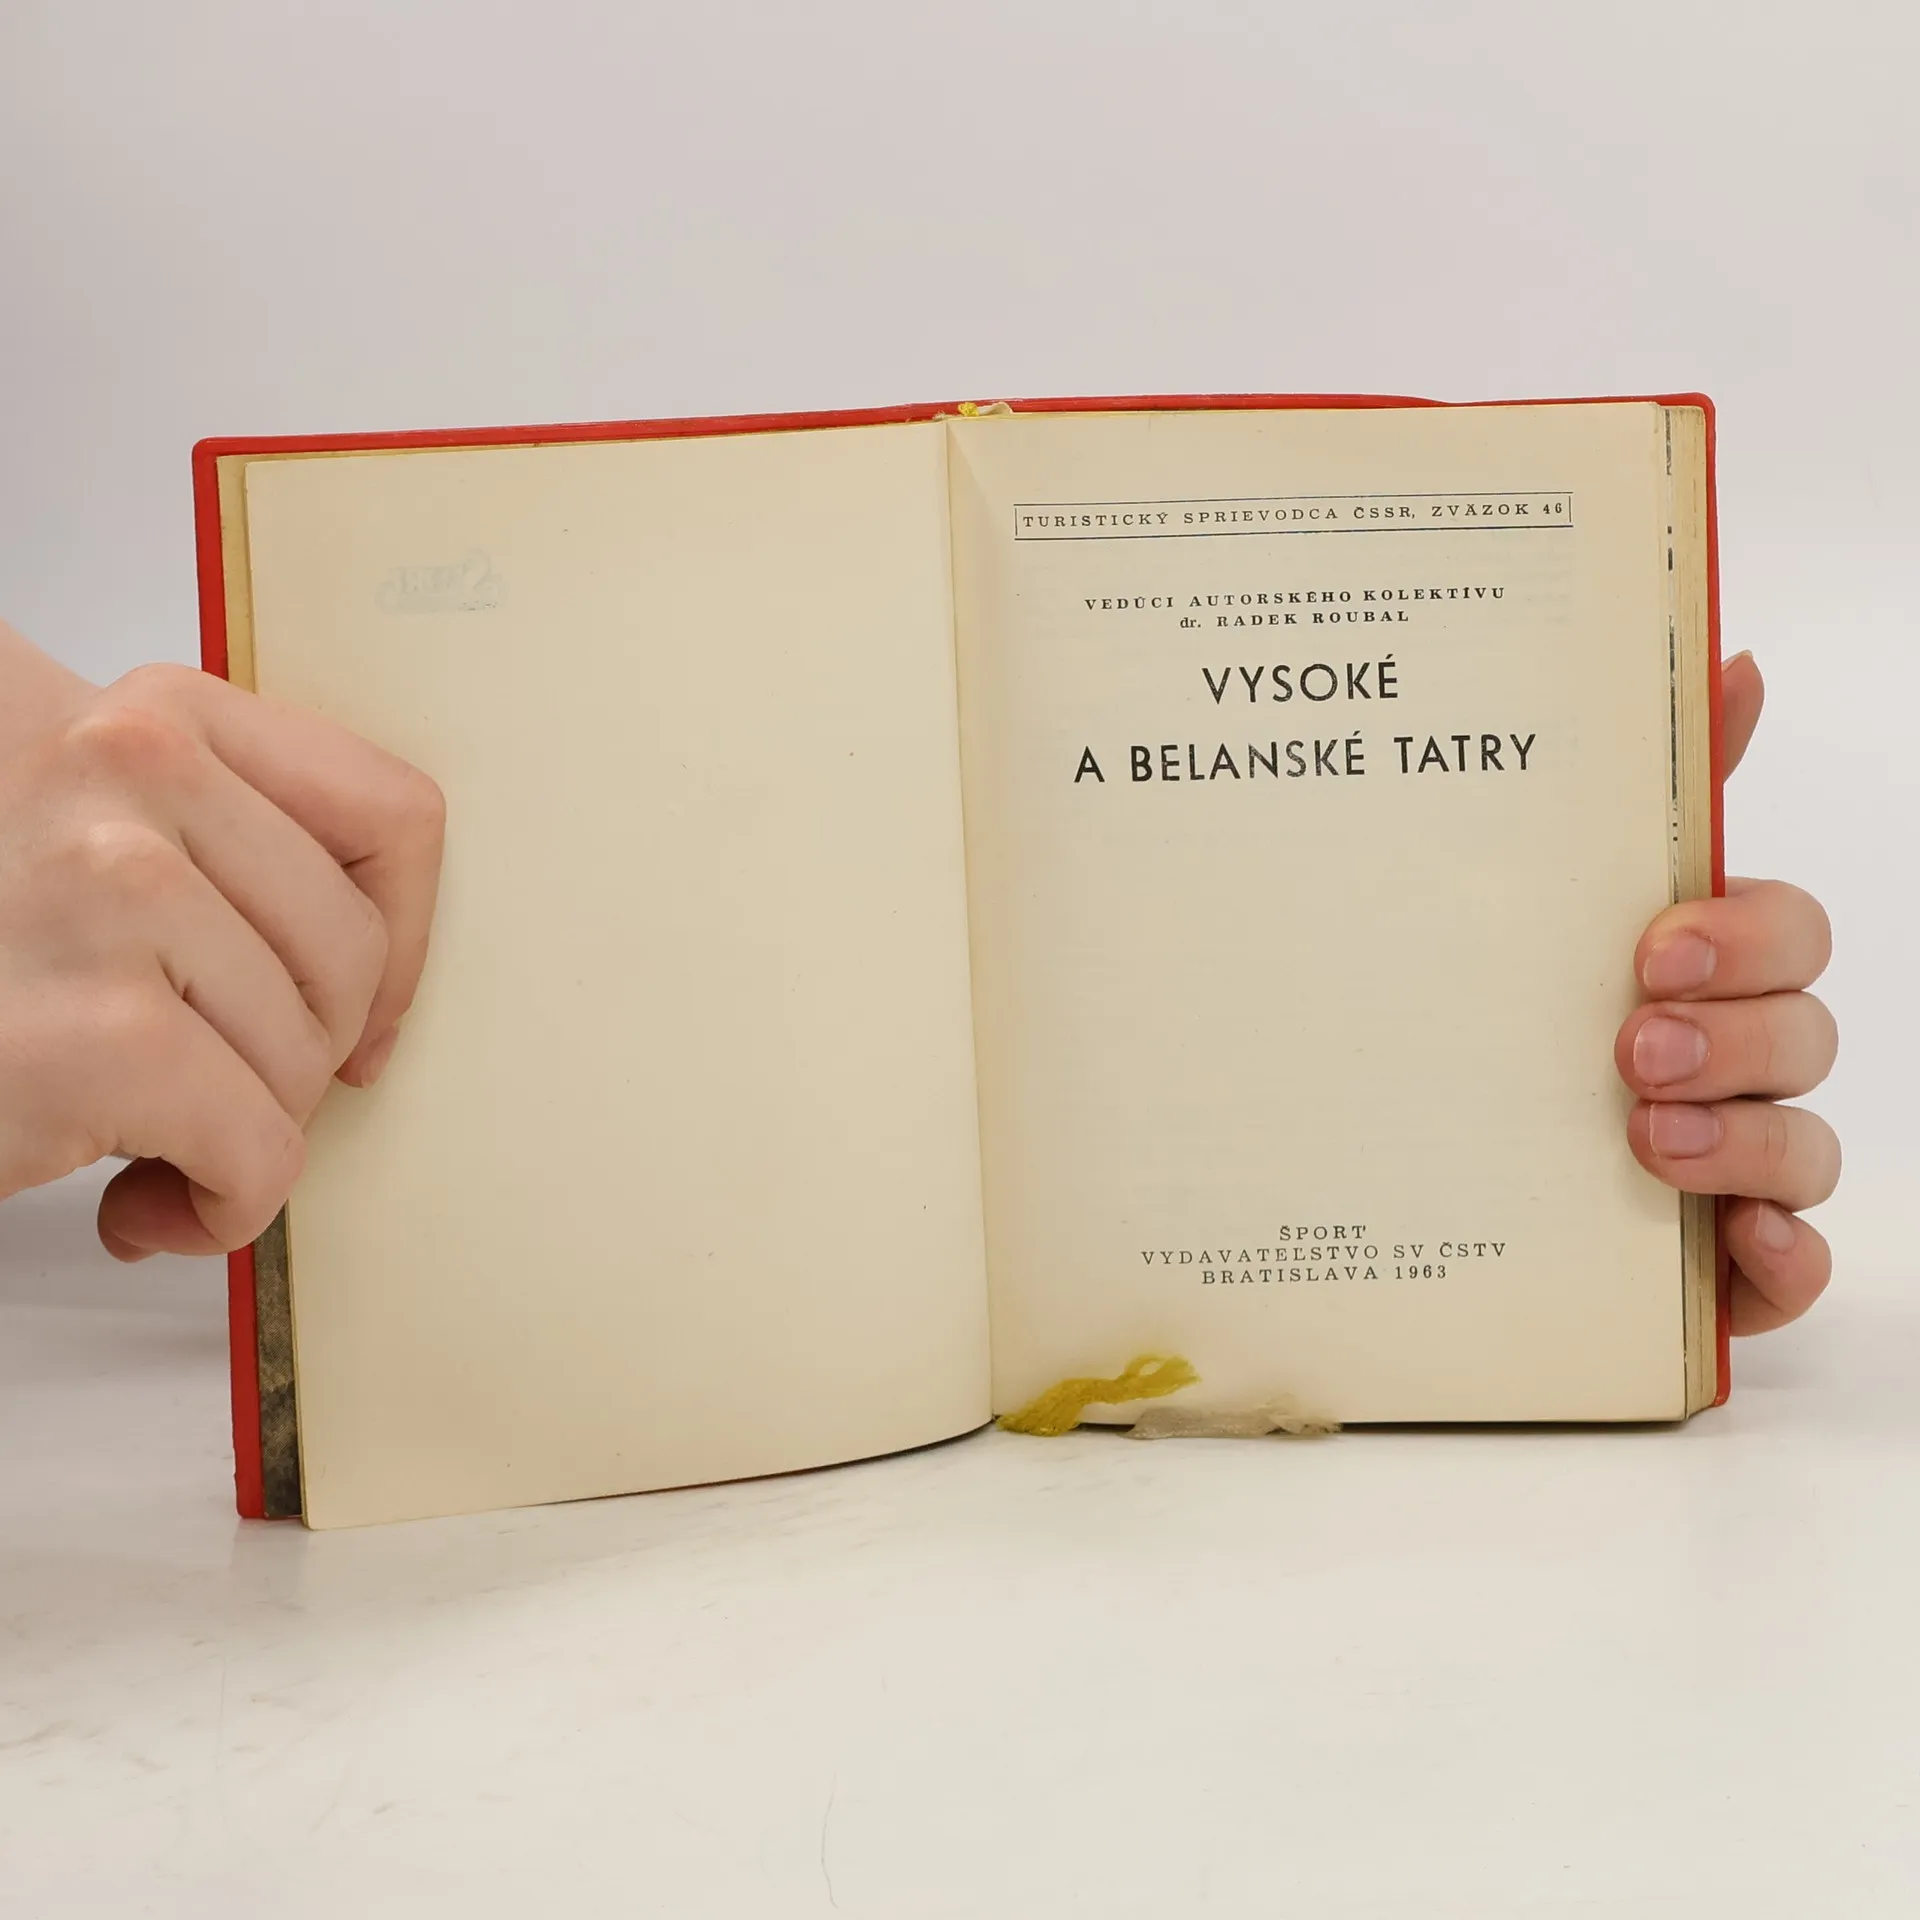 TURISTICKÝ SPRIEVODCA ČSSR, ZVÄZOK 46
VEDÚCI AUTORSKÉHO KOLEKTÍVU
dr. RADEK ROUBAL
VYSOKÉ
A BELANSKÉ TATRY
ŠPORT
VYDAVATEĽSTVO SV ČSTV
BRATISLAVA 1963